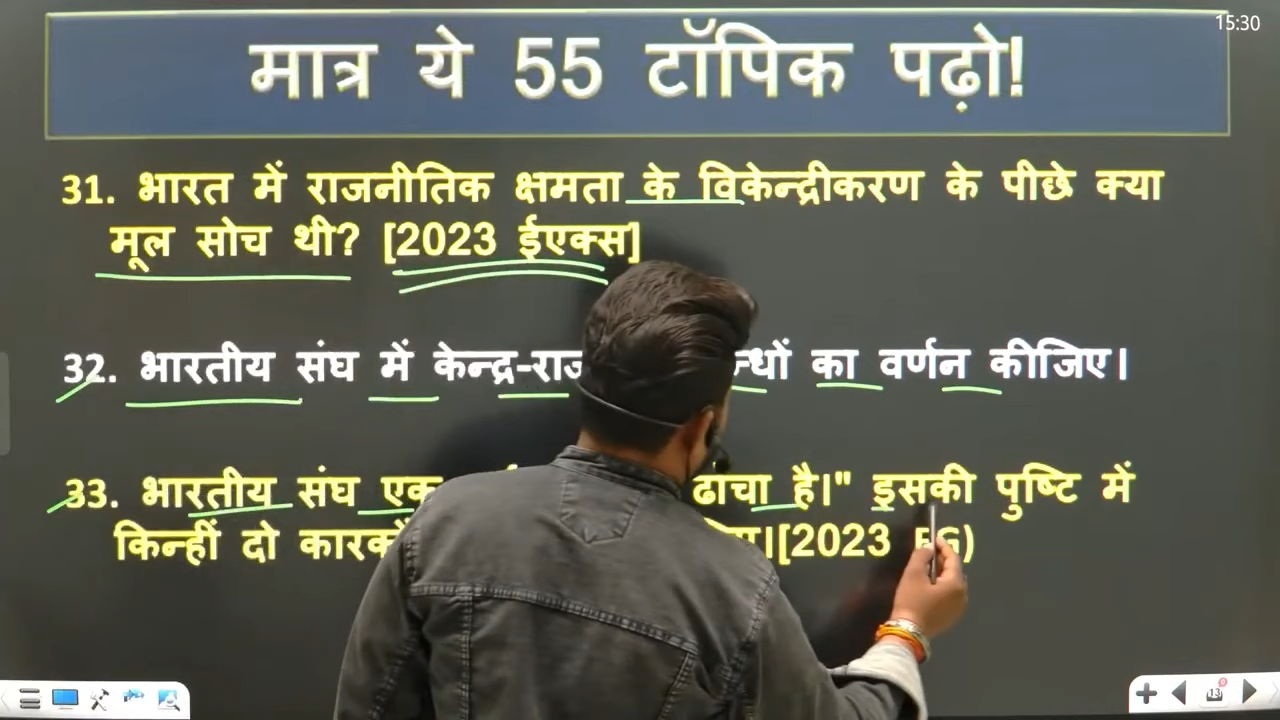 15:30
मात्र ये 55 टॉपिक पढ़ो!
31. भारत में राजनीतिक क्षमता के विकेन्द्रीकरण के पीछे क्या
मूल सोच थी? [2023 ईएक्स]
32. भारतीय संघ में केन्द्र-राज न्धों का वर्णन कीजिए।
33. भारतीय संघ एक ढाचा है।" इसकी पुष्टि में
किन्हीं दो कारकों [2023 FG)